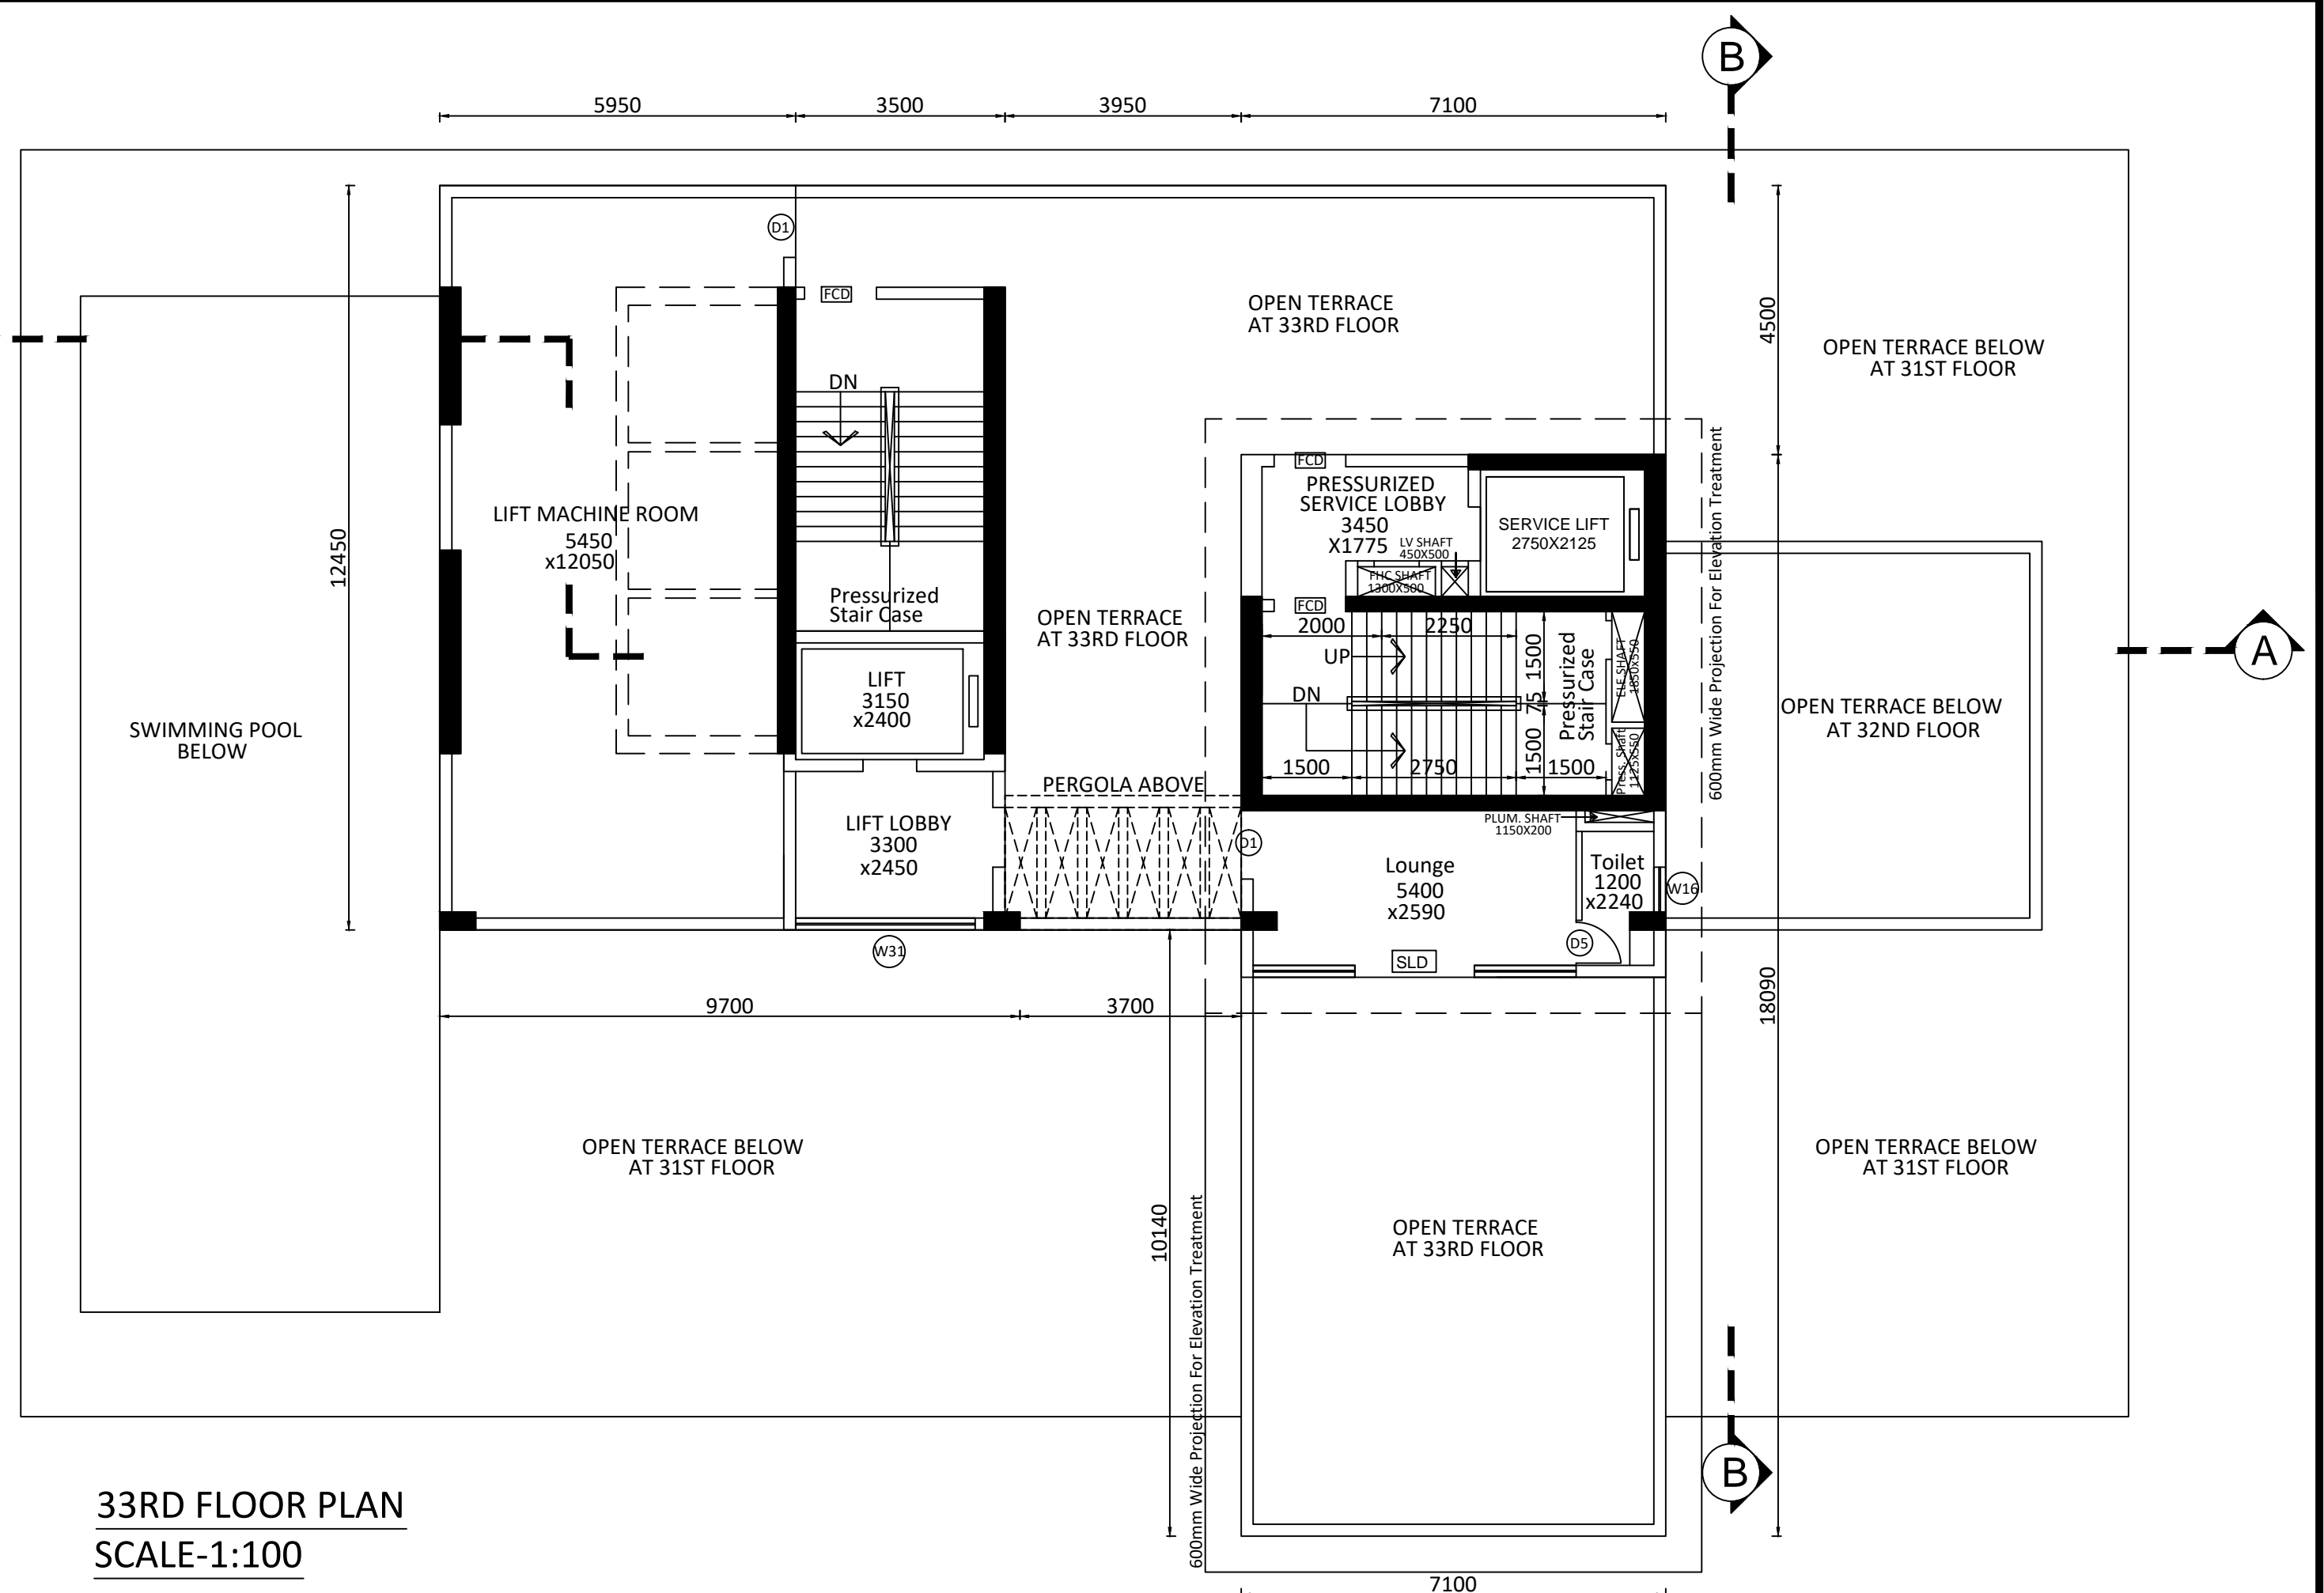 B
5950
3500
3950
7100
D1
FCD
OPEN TERRACE
AT 33RD FLOOR
4500
OPEN TERRACE BELOW
AT 31ST FLOOR
DN
12450
LIFT MACHINE ROOM
5450
x12050
Pressurized
Stair Case
FCD
PRESSURIZED
SERVICE LOBBY
3450
X1775
LV SHAFT
450X500
FHC SHAFT
1300X500
SERVICE LIFT
2750X2125
600mm Wide Projection For Elevation Treatment
OPEN TERRACE
AT 33RD FLOOR
FCD
2000
2250
UP
DN
1500
75
1500
Pressurized
Stair Case
ELE SHAFT
1850x550
Press. Shaft
1125x550
1500
2750
1500
A
OPEN TERRACE BELOW
AT 32ND FLOOR
SWIMMING POOL
BELOW
LIFT
3150
x2400
PERGOLA ABOVE
LIFT LOBBY
3300
x2450
D1
PLUM. SHAFT
1150X200
Lounge
5400
x2590
Toilet
1200
x2240
W16
W31
D5
SLD
9700
3700
18090
OPEN TERRACE BELOW
AT 31ST FLOOR
10140
600mm Wide Projection For Elevation Treatment
OPEN TERRACE
AT 33RD FLOOR
OPEN TERRACE BELOW
AT 31ST FLOOR
B
33RD FLOOR PLAN
SCALE-1:100
7100